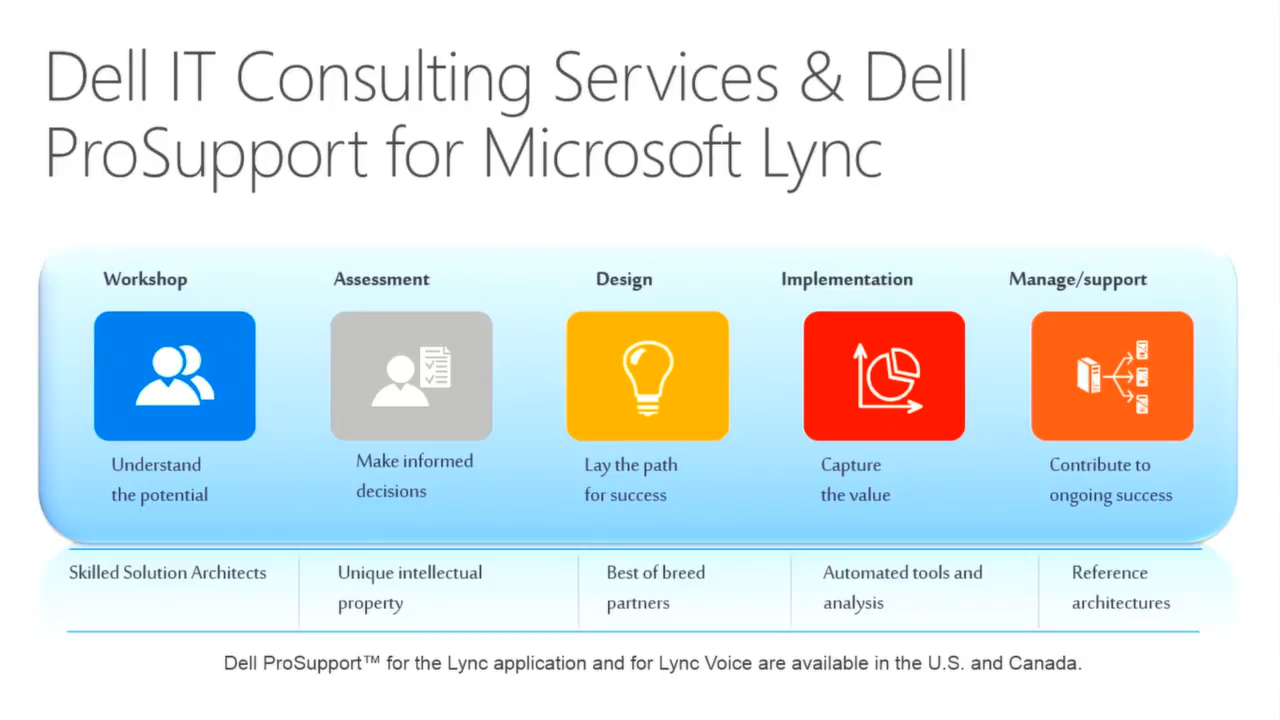 Dell IT Consulting Services & Dell
ProSupport for Microsoft Lync
Workshop
Assessment
Design
Implementation
Manage/support
Understand
the potential
Make informed
decisions
Lay the path
for success
Capture
the value
Contribute to
ongoing success
Skilled Solution Architects
Unique intellectual
property
Best of breed
partners
Automated tools and
analysis
Reference
architectures
Dell ProSupport™ for the Lync application and for Lync Voice are available in the U.S. and Canada.